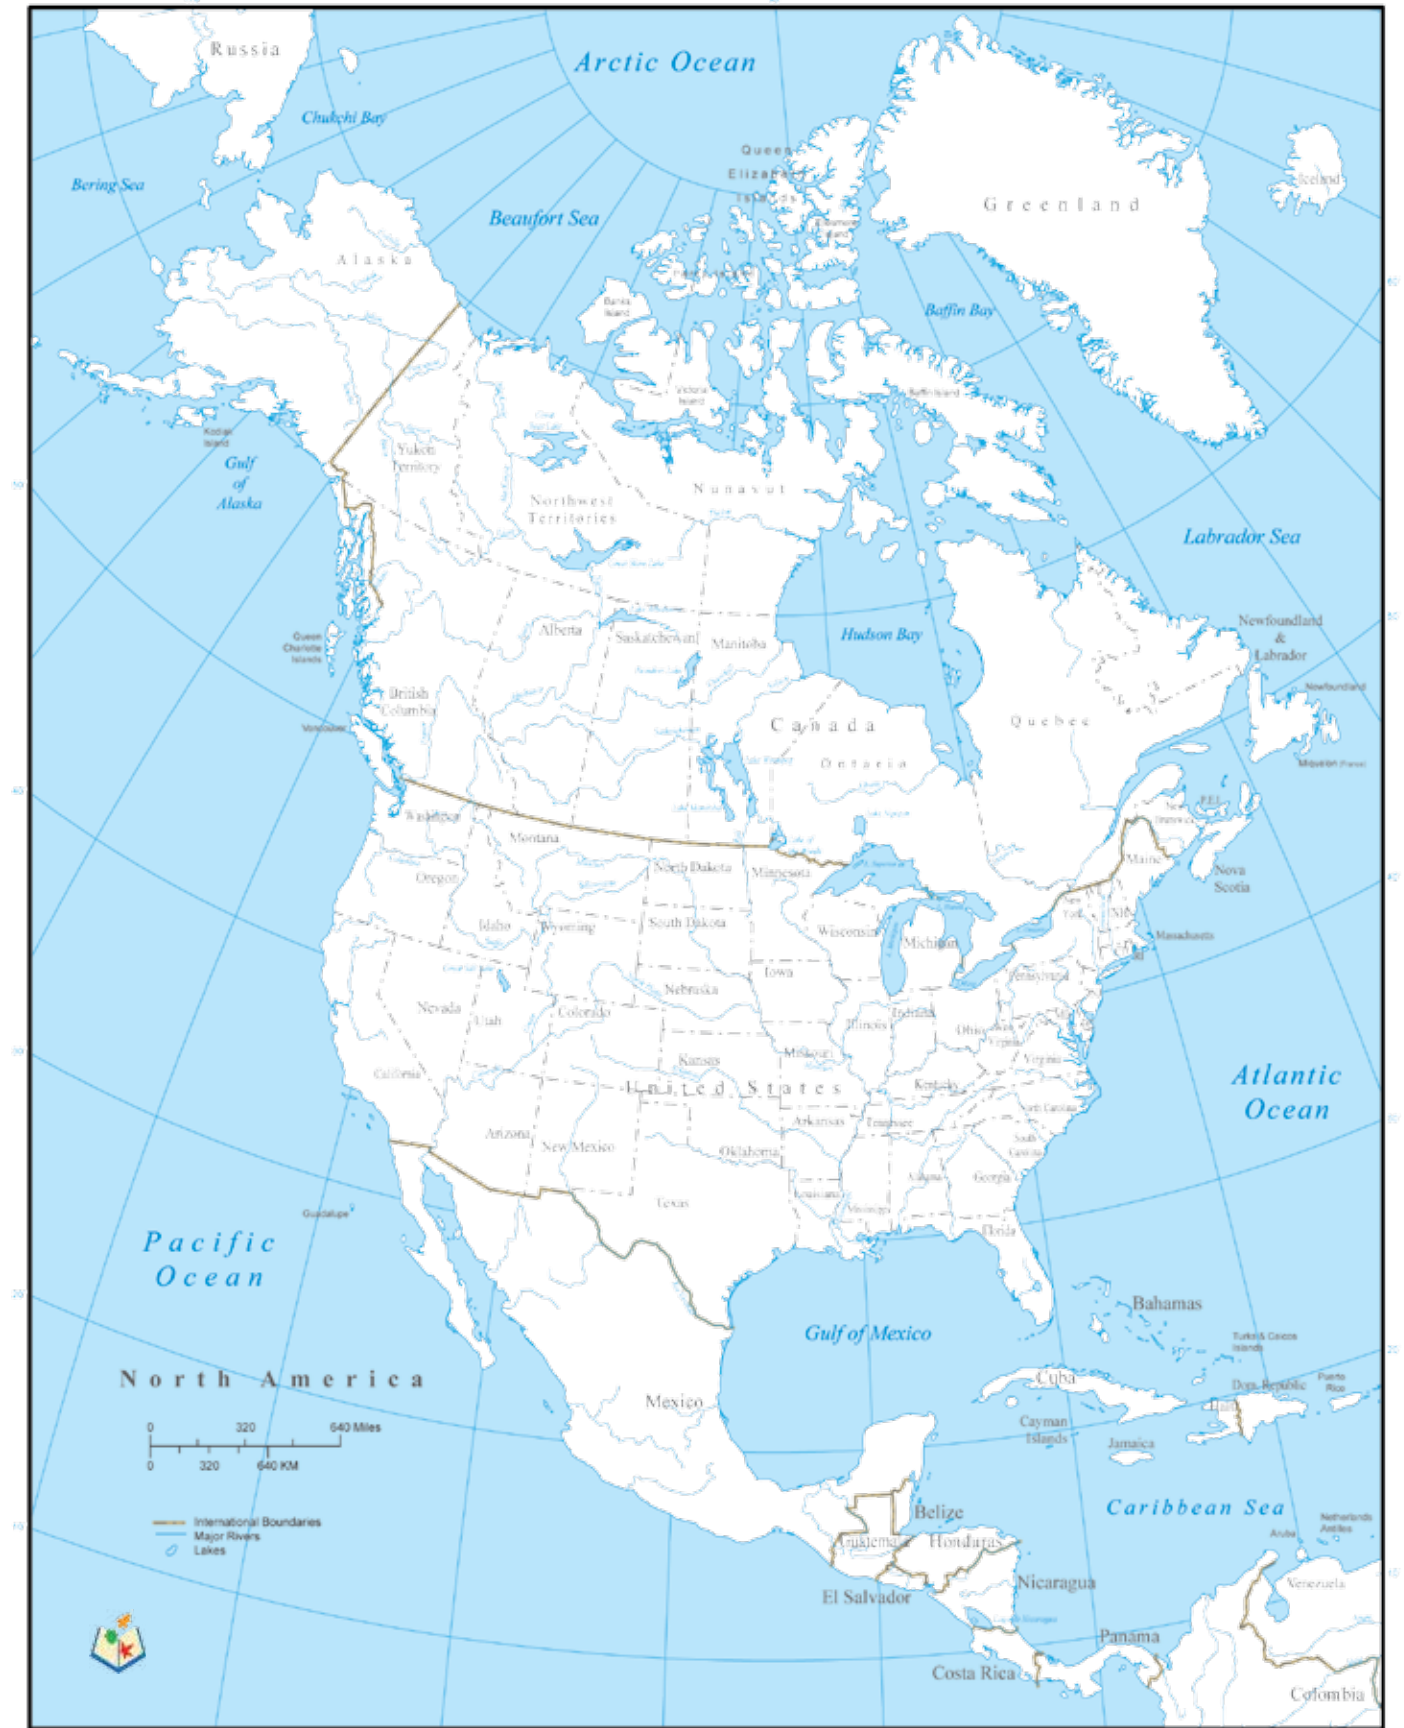 Arctic Ocean
Russia
Chukchi Bay
Bering Sea
Beaufort Sea
Queen
Elizabeth
Islands
Greenland
Iceland
Alaska
Banks
Island
Baffin Bay
Victoria
Island
Baffin Island
Kodiak
Island
Gulf
of
Alaska
Yukon
Territory
Northwest
Territories
Nunavut
Labrador Sea
Queen
Charlotte
Islands
Alberta
Saskatchewan
Manitoba
Hudson Bay
Newfoundland
&
Labrador
Newfoundland
British
Columbia
Vancouver
Canada
Ontario
Quebec
Miquelon (France)
P.E.I.
New
Brunswick
Nova
Scotia
Maine
Washington
Montana
North Dakota
Minnesota
Oregon
Idaho
Wyoming
South Dakota
Wisconsin
Michigan
New
York
NH
Massachusets
RI
Iowa
Pennsylvania
Nebraska
Nevada
Utah
Colorado
Illinois
Indiana
Ohio
West
Virginia
Virginia
California
Kansas
Missouri
Kentucky
United States
North Carolina
Arizona
New Mexico
Oklahoma
Arkansas
Tennessee
South
Carolina
Texas
Louisiana
Mississippi
Alabama
Georgia
Florida
Atlantic
Ocean
Guadalupe
Pacific
Ocean
Gulf of Mexico
Bahamas
Turks & Caicos
Islands
North America
Mexico
Cuba
Dom. Republic
Haiti
Puerto
Rico
Cayman
Islands
Jamaica
0 320 640 Miles
0 320 640 KM
International Boundaries
Major Rivers
Lakes
Caribbean Sea
Belize
Guatemala
Honduras
Netherlands
Antilles
Aruba
El Salvador
Nicaragua
Venezuela
Costa Rica
Panama
Colombia